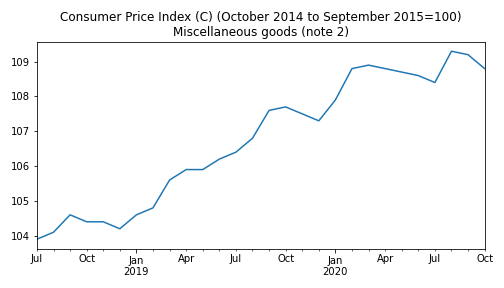 Consumer Price Index (C) (October 2014 to September 2015=100)
Miscellaneous goods (note 2)
109
108
107
106
105
104
Jul Oct Jan Apr Jul Oct Jan Apr Jul Oct
2019 2020